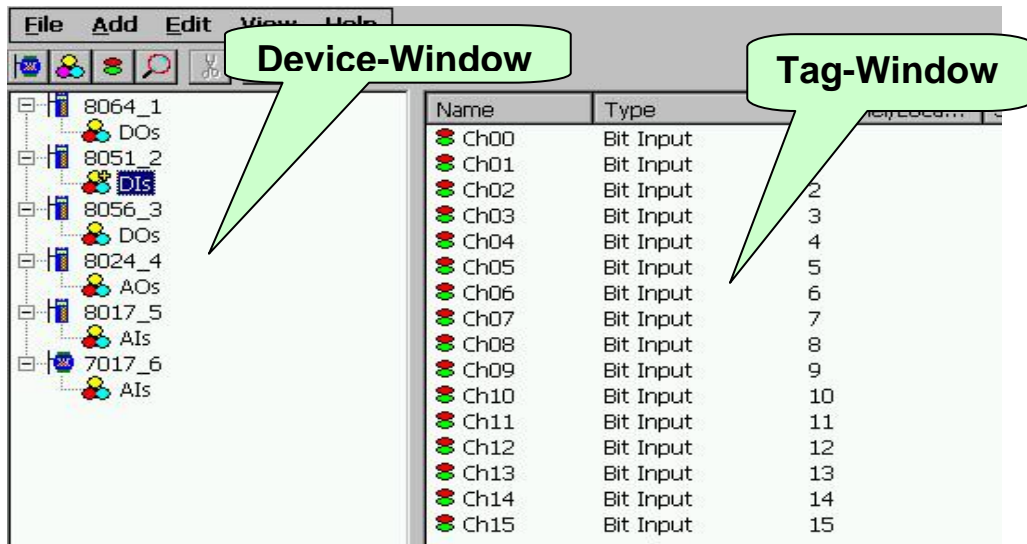 File Add Edit View Help
Device-Window
Tag-Window
8064_1
DOs
8051_2
DIs
8056_3
DOs
8024_4
AOs
8017_5
AIs
7017_6
AIs
Name Type
Ch00 Bit Input
Ch01 Bit Input
Ch02 Bit Input 2
Ch03 Bit Input 3
Ch04 Bit Input 4
Ch05 Bit Input 5
Ch06 Bit Input 6
Ch07 Bit Input 7
Ch08 Bit Input 8
Ch09 Bit Input 9
Ch10 Bit Input 10
Ch11 Bit Input 11
Ch12 Bit Input 12
Ch13 Bit Input 13
Ch14 Bit Input 14
Ch15 Bit Input 15